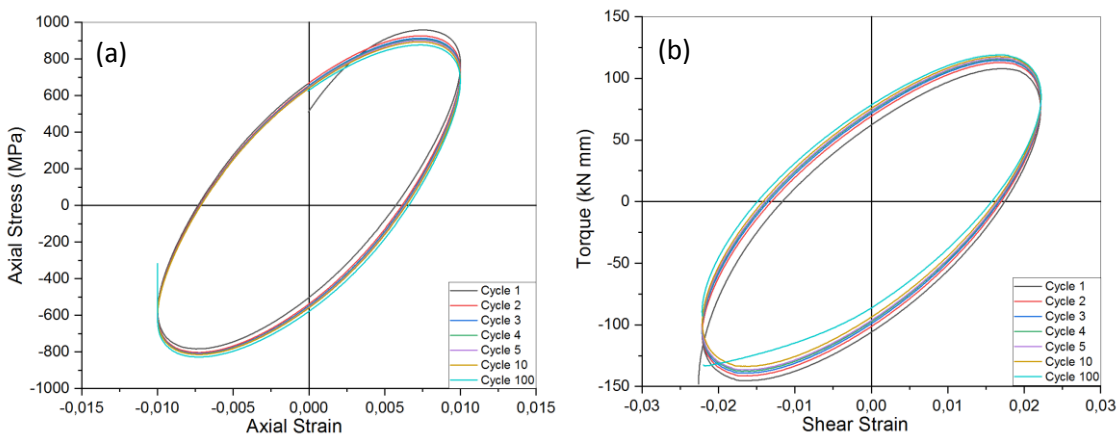 (a)
1000
800
600
400
200
0
-200
-400
-600
-800
-1000
-0,015
-0,010
-0,005
0,000
0,005
0,010
0,015
Axial Stress (MPa)
Axial Strain
Cycle 1
Cycle 2
Cycle 3
Cycle 4
Cycle 5
Cycle 10
Cycle 100
(b)
150
100
50
0
-50
-100
-150
-0,03
-0,02
-0,01
0,00
0,01
0,02
0,03
Torque (kN mm)
Shear Strain
Cycle 1
Cycle 2
Cycle 3
Cycle 4
Cycle 5
Cycle 10
Cycle 100